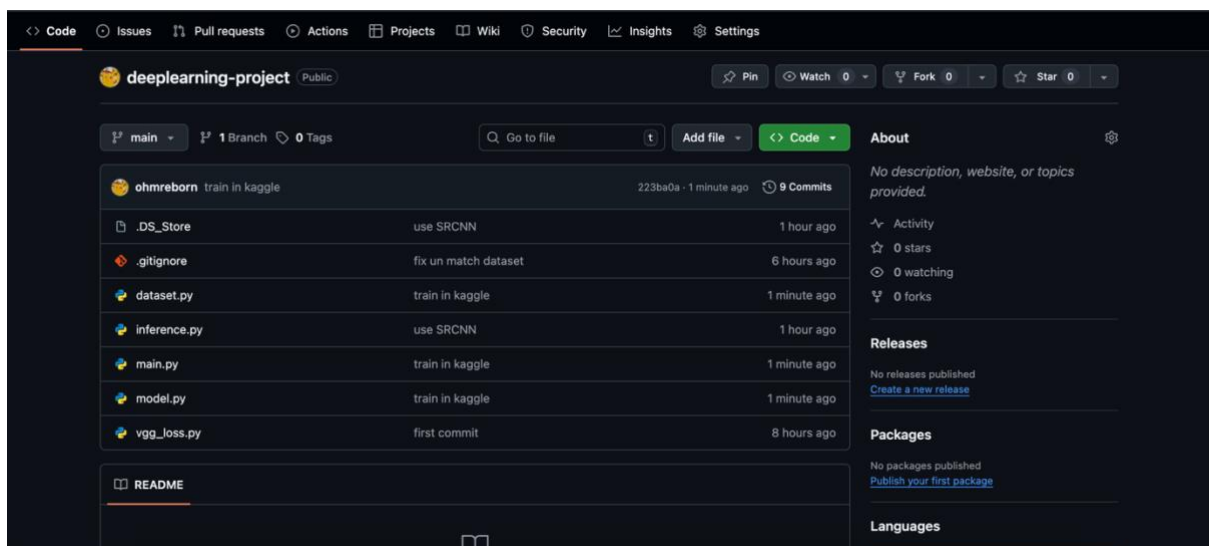 Code Issues Pull requests Actions Projects Wiki Security Insights Settings
deeplearning-project Public Pin Watch 0 Fork 0 Star 0
main 1 Branch 0 Tags Go to file t Add file Code
ohmreborn train in kaggle 223ba0a · 1 minute ago 9 Commits
.DS_Store use SRCNN 1 hour ago
.gitignore fix un match dataset 6 hours ago
dataset.py train in kaggle 1 minute ago
inference.py use SRCNN 1 hour ago
main.py train in kaggle 1 minute ago
model.py train in kaggle 1 minute ago
vgg_loss.py first commit 8 hours ago
README
About
No description, website, or topics
provided.
Activity
0 stars
0 watching
0 forks
Releases
No releases published
Create a new release
Packages
No packages published
Publish your first package
Languages